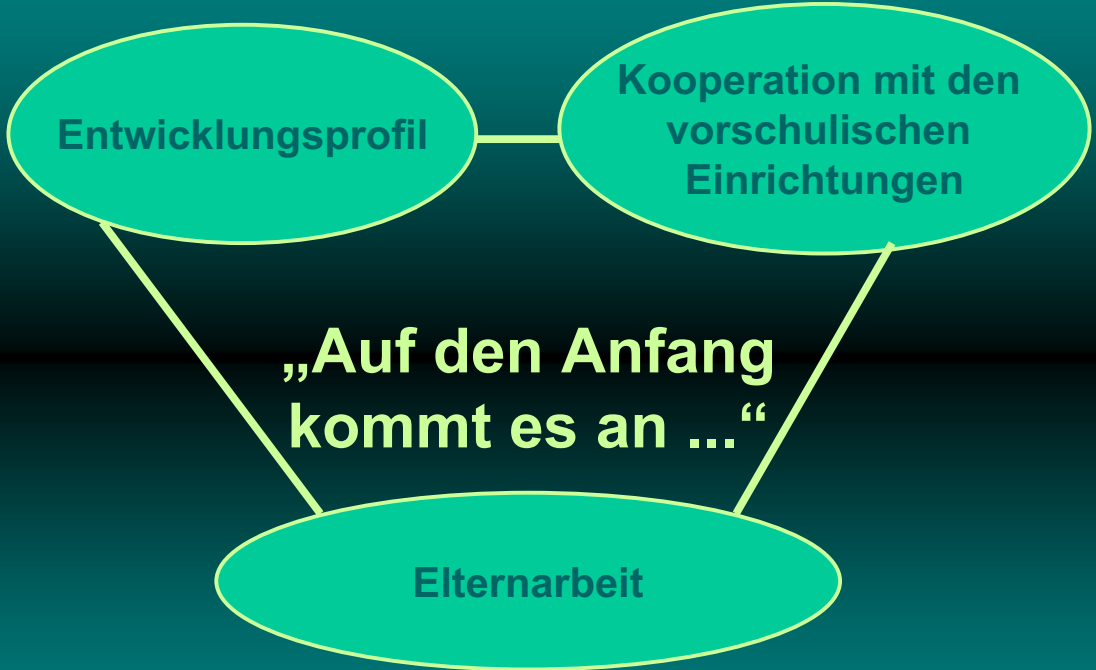 Entwicklungsprofil
Kooperation mit den
vorschulischen
Einrichtungen
„Auf den Anfang
kommt es an ...“
Elternarbeit